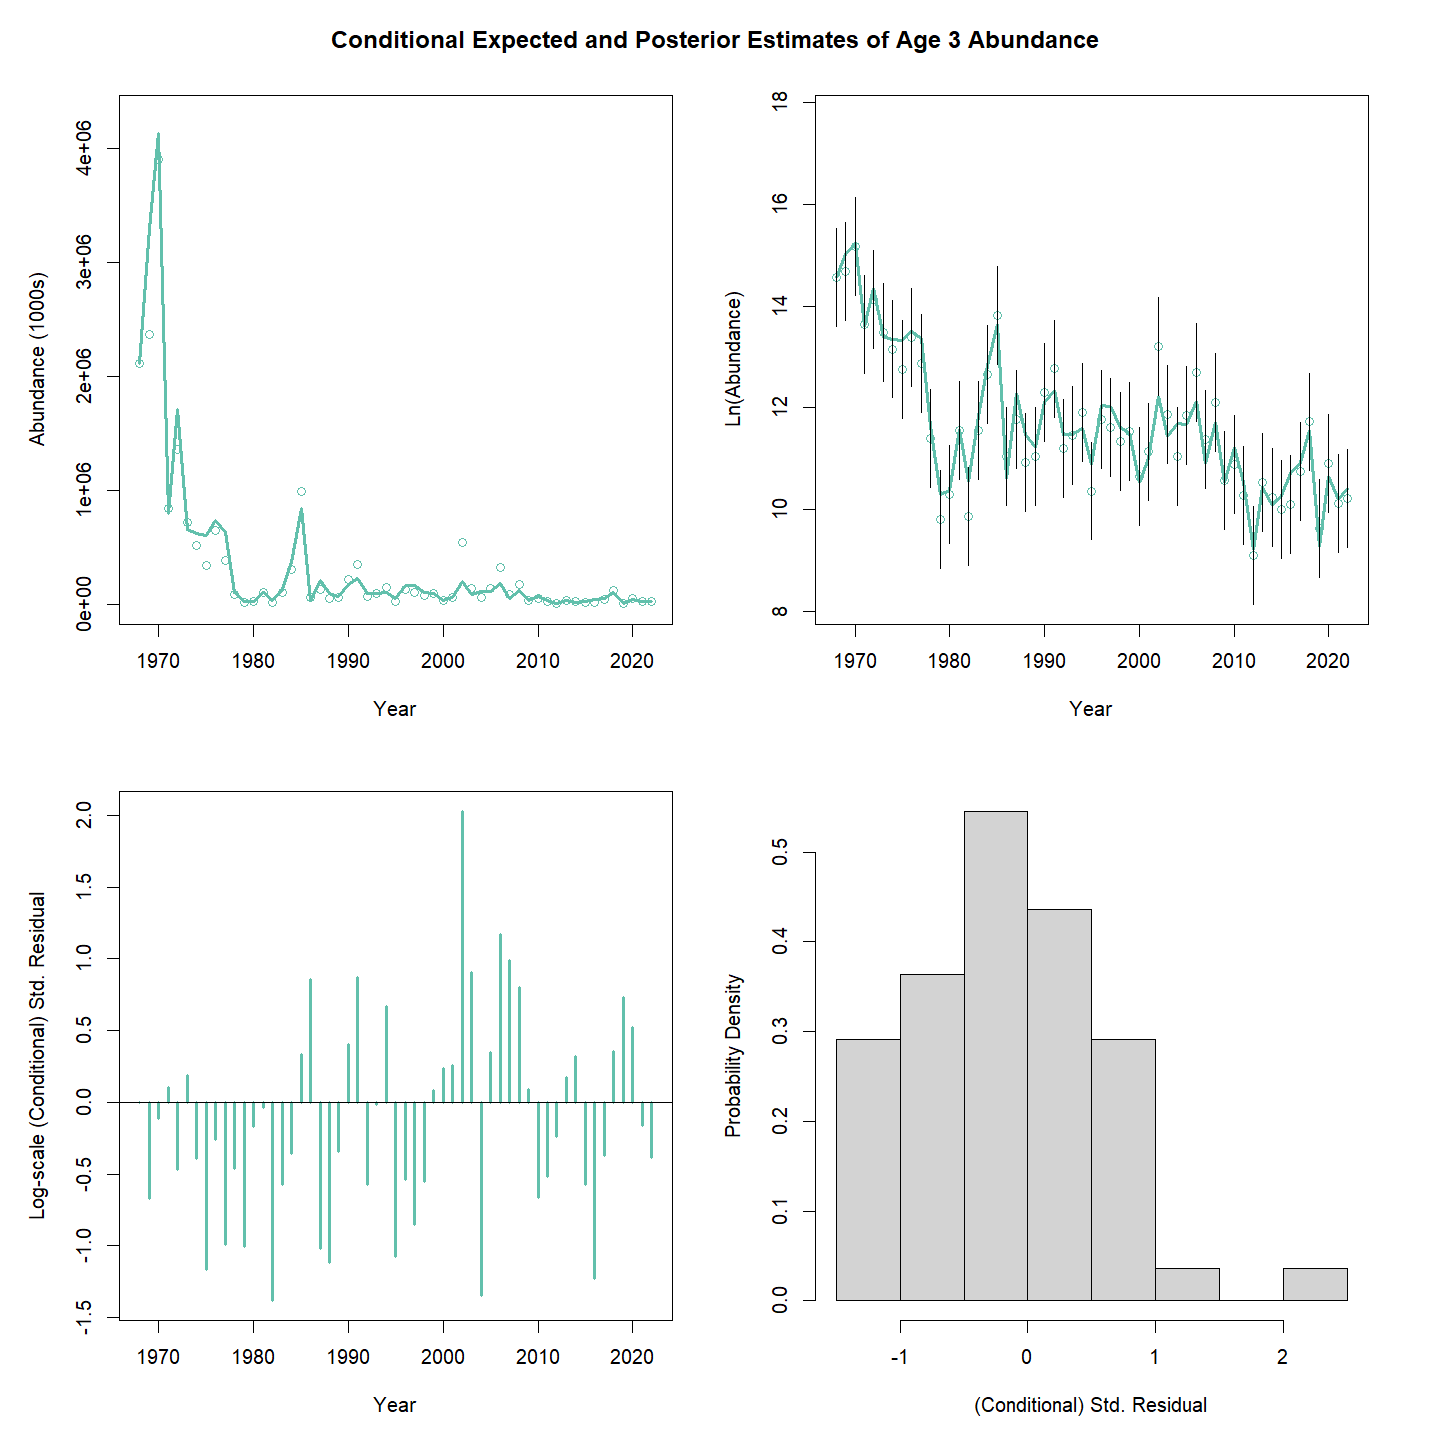 Conditional Expected and Posterior Estimates of Age 3 Abundance
Abundance (1000s)
4e+06
3e+06
2e+06
1e+06
0e+00
1970 1980 1990 2000 2010 2020
Year
Ln(Abundance)
18
16
14
12
10
8
1970 1980 1990 2000 2010 2020
Year
Log-scale (Conditional) Std. Residual
2.0
1.5
1.0
0.5
0.0
-0.5
-1.0
-1.5
1970 1980 1990 2000 2010 2020
Year
Probability Density
0.5
0.4
0.3
0.2
0.1
0.0
-1 0 1 2
(Conditional) Std. Residual